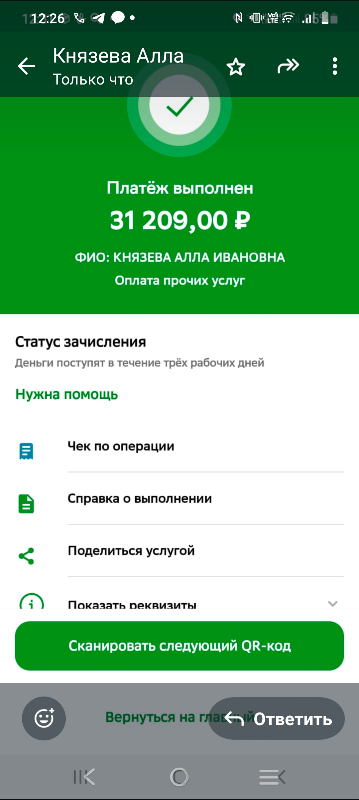 12:26
Князева Алла
Только что
Платёж выполнен
31 209,00 ₽
ФИО: КНЯЗЕВА АЛЛА ИВАНОВНА
Оплата прочих услуг
Статус зачисления
Деньги поступят в течение трёх рабочих дней
Нужна помощь
Чек по операции
Справка о выполнении
Поделиться услугой
Показать реквизиты
Сканировать следующий QR-код
Вернуться на
Ответить